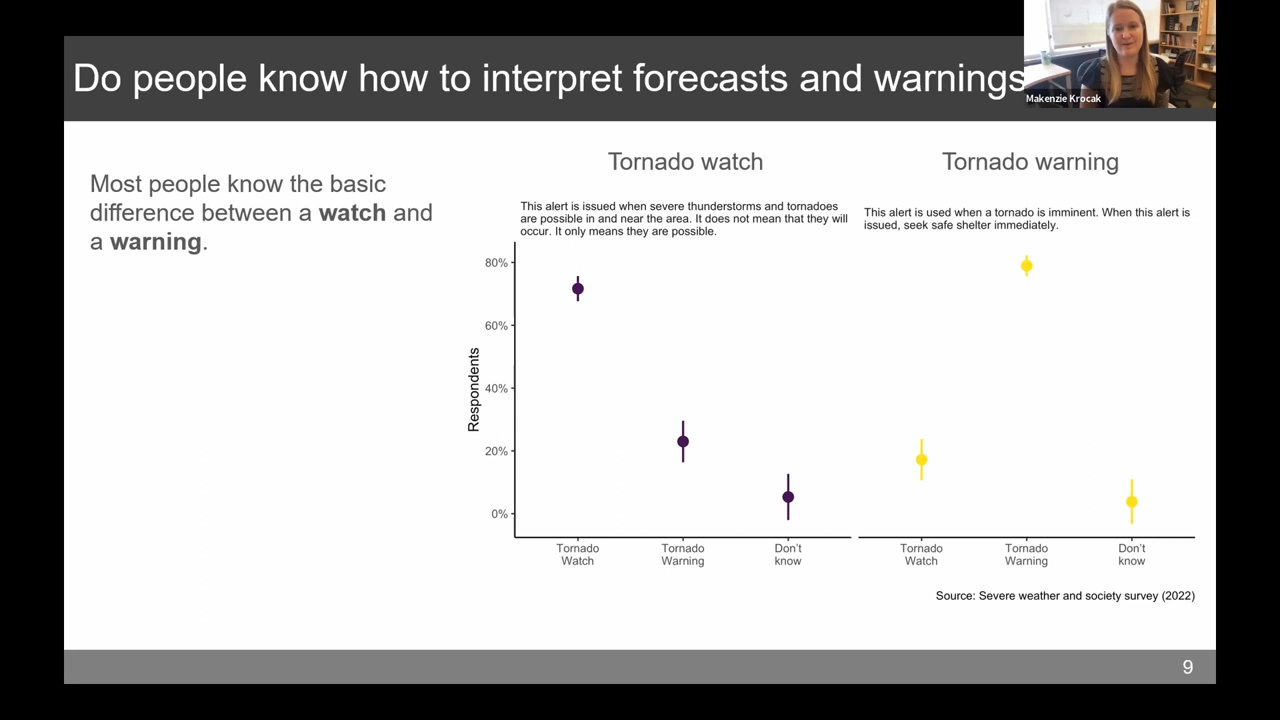 Do people know how to interpret forecasts and warnings
Makenzie Krocak
Most people know the basic
difference between a watch and
a warning.
Tornado watch
This alert is issued when severe thunderstorms and tornadoes
are possible in and near the area. It does not mean that they will
occur. It only means they are possible.
Tornado warning
This alert is used when a tornado is imminent. When this alert is
issued, seek safe shelter immediately.
Respondents
80%
60%
40%
20%
0%
Tornado
Watch
Tornado
Warning
Don't
know
Tornado
Watch
Tornado
Warning
Don't
know
Source: Severe weather and society survey (2022)
9